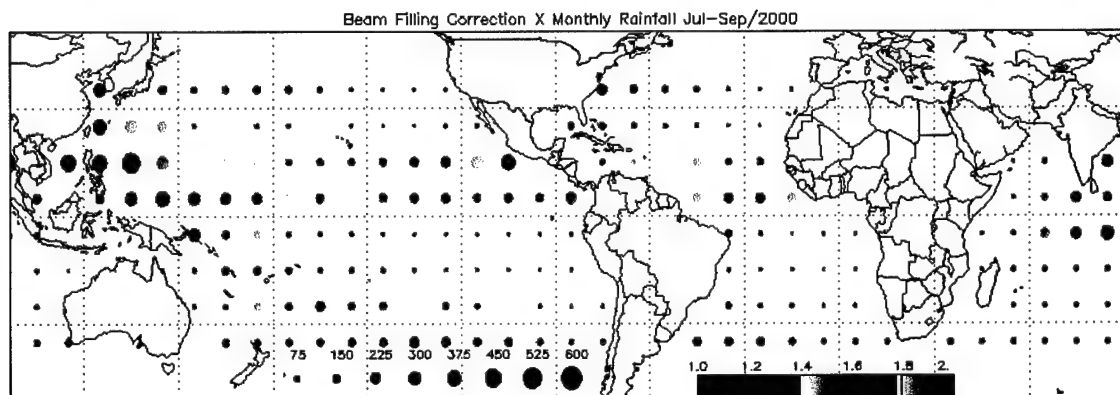 Beam Filling Correction X Monthly Rainfall Jul-Sep/2000
75 150 225 300 375 450 525 600
1.0 1.2 1.4 1.6 1.8 2.